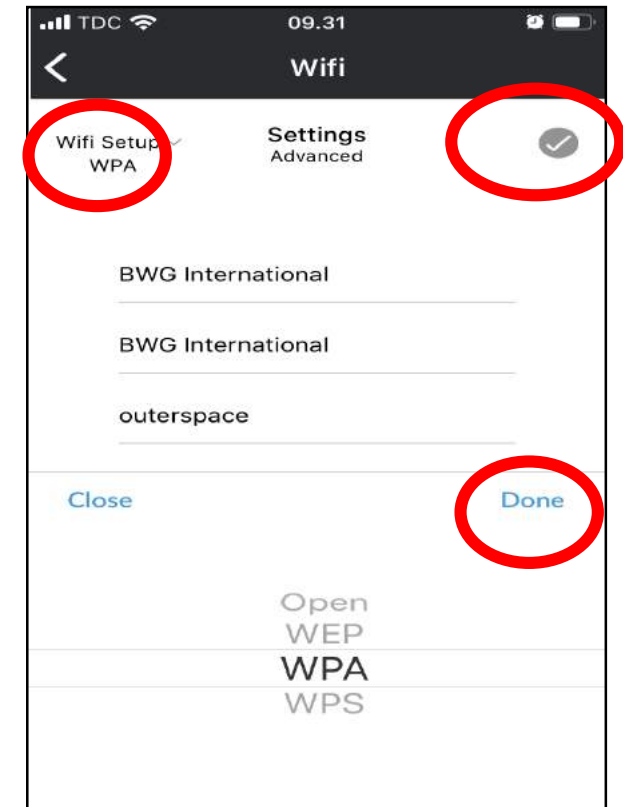 TDC 09.31
Wifi
Wifi Setup Settings
WPA Advanced
BWG International
BWG International
outerspace
Close Done
Open
WEP
WPA
WPS